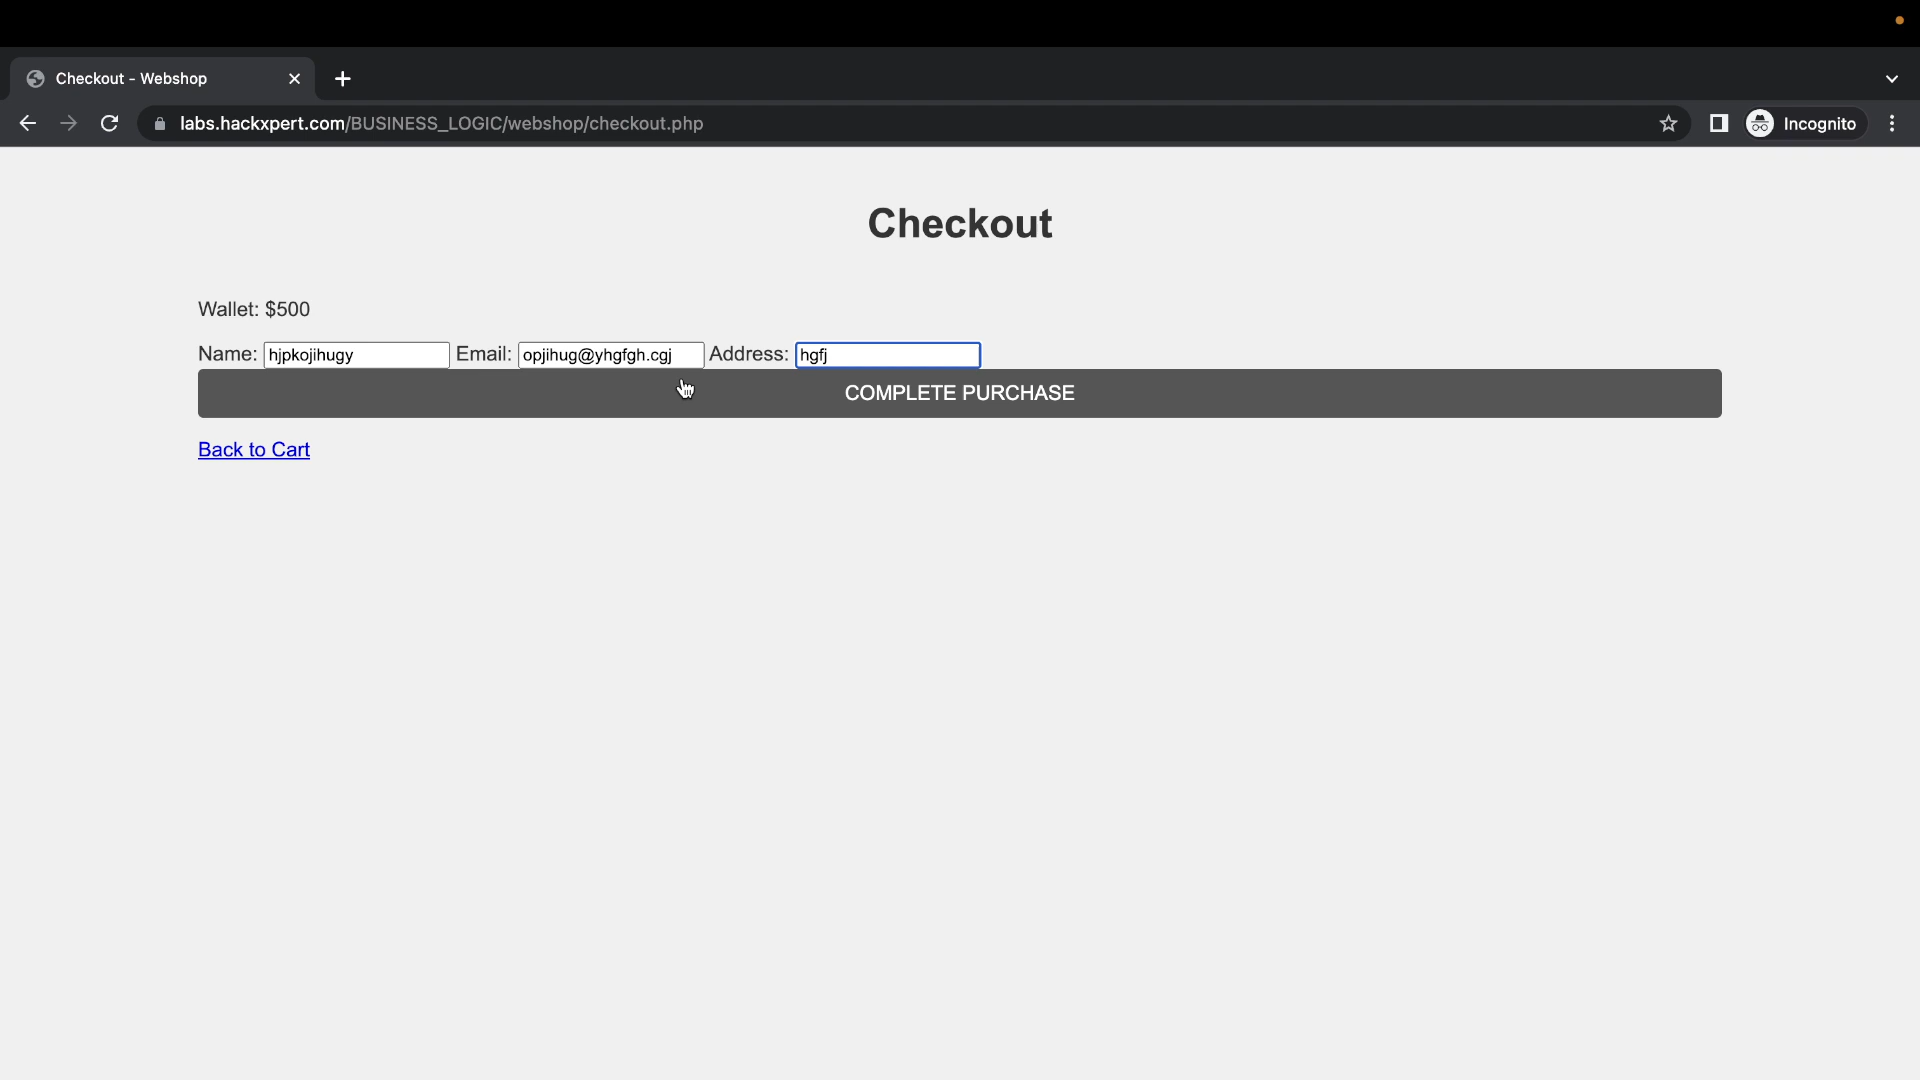 Checkout - Webshop
labs.hackxpert.com/BUSINESS_LOGIC/webshop/checkout.php
Incognito
Checkout
Wallet: $500
Name: hjpkojihugy Email: opjihug@yhgfgh.cgj Address: hgfj
COMPLETE PURCHASE
Back to Cart